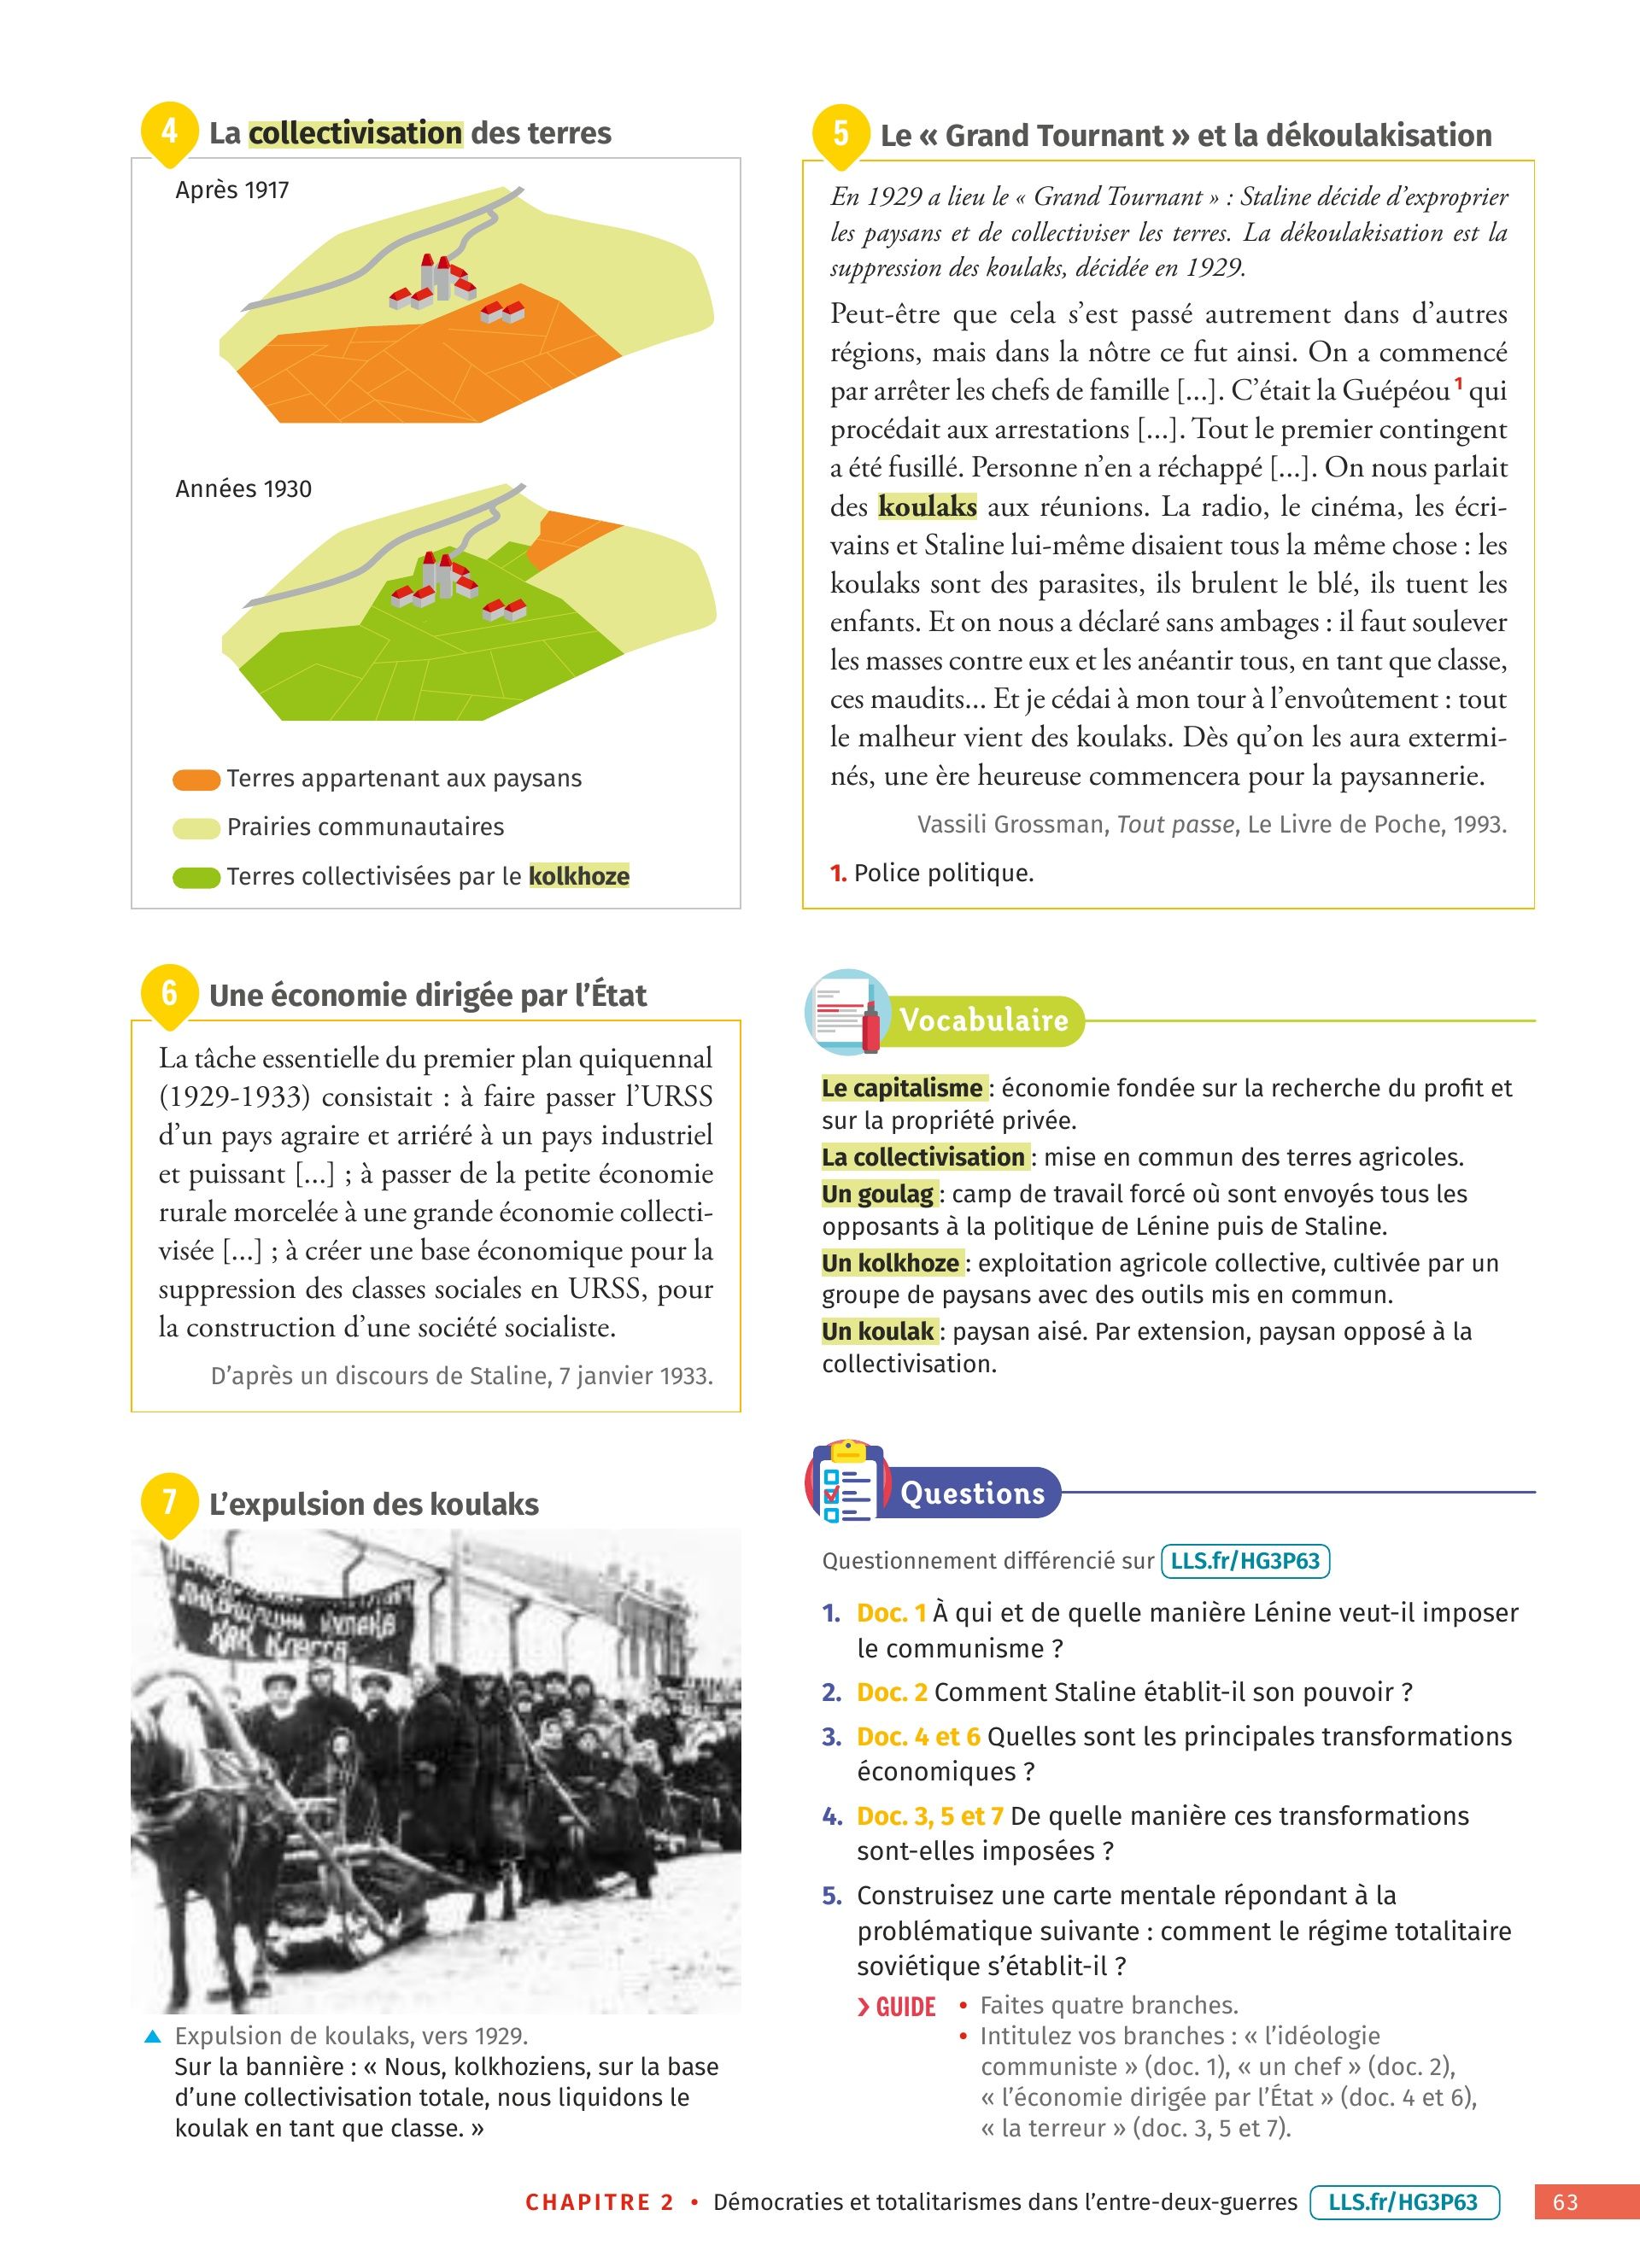 4
La collectivisation des terres
Après 1917
Années 1930
Terres appartenant aux paysans
Prairies communautaires
Terres collectivisées par le kolkhoze
5
Le « Grand Tournant » et la dékoulakisation
En 1929 a lieu le « Grand Tournant » : Staline décide d’exproprier
les paysans et de collectiviser les terres. La dékoulakisation est la
suppression des koulaks, décidée en 1929.
Peut-être que cela s’est passé autrement dans d’autres
régions, mais dans la nôtre ce fut ainsi. On a commencé
par arrêter les chefs de famille [...]. C’était la Guépéou 1 qui
procédait aux arrestations [...]. Tout le premier contingent
a été fusillé. Personne n’en a réchappé [...]. On nous parlait
des koulaks aux réunions. La radio, le cinéma, les écri-
vains et Staline lui-même disaient tous la même chose : les
koulaks sont des parasites, ils brulent le blé, ils tuent les
enfants. Et on nous a déclaré sans ambages : il faut soulever
les masses contre eux et les anéantir tous, en tant que classe,
ces maudits... Et je cédai à mon tour à l’envoûtement : tout
le malheur vient des koulaks. Dès qu’on les aura extermi-
nés, une ère heureuse commencera pour la paysannerie.
Vassili Grossman, Tout passe, Le Livre de Poche, 1993.
1. Police politique.
6
Une économie dirigée par l’État
La tâche essentielle du premier plan quiquennal
(1929-1933) consistait : à faire passer l’URSS
d’un pays agraire et arriéré à un pays industriel
et puissant [...] ; à passer de la petite économie
rurale morcelée à une grande économie collecti-
visée [...] ; à créer une base économique pour la
suppression des classes sociales en URSS, pour
la construction d’une société socialiste.
D’après un discours de Staline, 7 janvier 1933.
7
L’expulsion des koulaks
кулака
КАК Класса
Expulsion de koulaks, vers 1929.
Sur la bannière : « Nous, kolkhoziens, sur la base
d’une collectivisation totale, nous liquidons le
koulak en tant que classe. »
Vocabulaire
Le capitalisme : économie fondée sur la recherche du profit et
sur la propriété privée.
La collectivisation : mise en commun des terres agricoles.
Un goulag : camp de travail forcé où sont envoyés tous les
opposants à la politique de Lénine puis de Staline.
Un kolkhoze : exploitation agricole collective, cultivée par un
groupe de paysans avec des outils mis en commun.
Un koulak : paysan aisé. Par extension, paysan opposé à la
collectivisation.
Questions
Questionnement différencié sur LLS.fr/HG3P63
1. Doc. 1 À qui et de quelle manière Lénine veut-il imposer
le communisme ?
2. Doc. 2 Comment Staline établit-il son pouvoir ?
3. Doc. 4 et 6 Quelles sont les principales transformations
économiques ?
4. Doc. 3, 5 et 7 De quelle manière ces transformations
sont-elles imposées ?
5. Construisez une carte mentale répondant à la
problématique suivante : comment le régime totalitaire
soviétique s’établit-il ?
GUIDE • Faites quatre branches.
• Intitulez vos branches : « l’idéologie
communiste » (doc. 1), « un chef » (doc. 2),
« l’économie dirigée par l’État » (doc. 4 et 6),
« la terreur » (doc. 3, 5 et 7).
CHAPITRE 2 • Démocraties et totalitarismes dans l’entre-deux-guerres LLS.fr/HG3P63 63